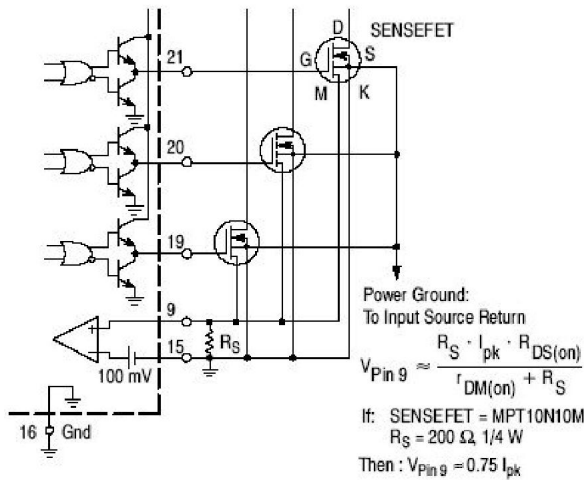 D
SENSEFET
21
G
S
M
K
20
19
9
R_S
15
100 mV
16 Gnd
Power Ground:
To Input Source Return
V_Pin 9 ≈ R_S · I_pk · R_DS(on) / r_DM(on) + R_S
If: SENSEFET = MPT10N10M
R_S = 200 Ω, 1/4 W
Then : V_Pin 9 ≈ 0.75 I_pk